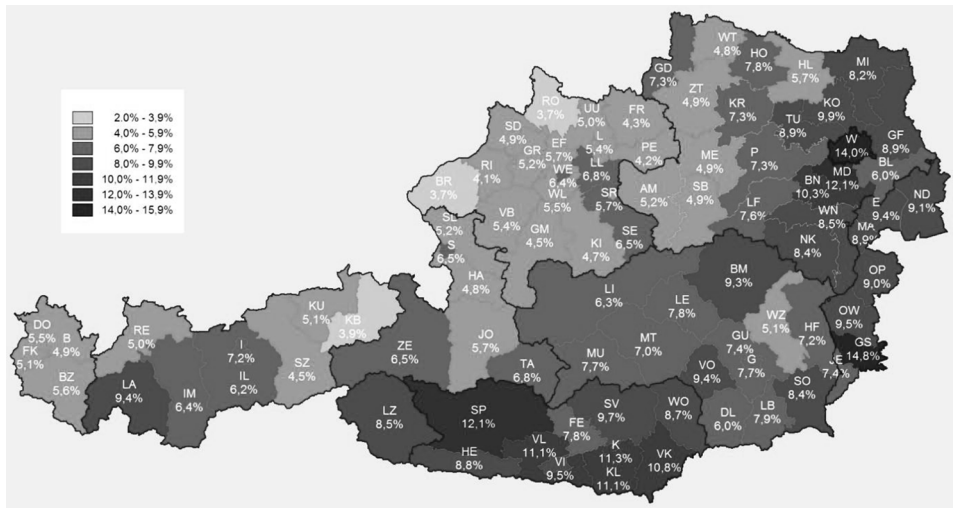 2.0% - 3,9%
4.0% - 5,9%
6.0% - 7,9%
8,0% - 9,9%
10,0% - 11,9%
12,0% - 13,9%
14,0% - 15,9%
WT
4,8%
HO
7,8%
HL
5,7%
MI
8,2%
GD
7,3%
ZT
4,9%
KR
7,3%
KO
9,9%
TU
8,9%
W
14,0%
GF
8,9%
RO
3,7%
UU
5,0%
FR
4,3%
SD
4,9%
EF
5,7%
L
5,4%
GR
5,2%
PE
4,2%
ME
4,9%
P
7,3%
MD
12,1%
BL
6,0%
RI
4,1%
WE
6,4%
LL
6,8%
BN
10,3%
ND
9,1%
BR
3,7%
WL
5,5%
SR
5,7%
AM
5,2%
SB
4,9%
LF
7,6%
WN
8,5%
E
9,4%
SL
5,2%
VB
5,4%
MA
8,9%
S
6,5%
GM
4,5%
KI
4,7%
SE
6,5%
NK
8,4%
HA
4,8%
BM
9,3%
OP
9,0%
LI
6,3%
LE
7,8%
KU
5,1%
KB
3,9%
WZ
5,1%
OW
9,5%
DO
5,5%
B
4,9%
RE
5,0%
FK
5,1%
I
7,2%
ZE
6,5%
JO
5,7%
MT
7,0%
GU
7,4%
HF
7,2%
GS
14,8%
BZ
5,6%
LA
9,4%
IM
6,4%
IL
6,2%
SZ
4,5%
TA
6,8%
MU
7,7%
VO
9,4%
G
7,7%
JE
7,4%
SO
8,4%
LZ
8,5%
SP
12,1%
SV
9,7%
WO
8,7%
DL
6,0%
LB
7,9%
FE
7,8%
HE
8,8%
VL
11,1%
K
11,3%
VI
9,5%
VK
10,8%
KL
11,1%